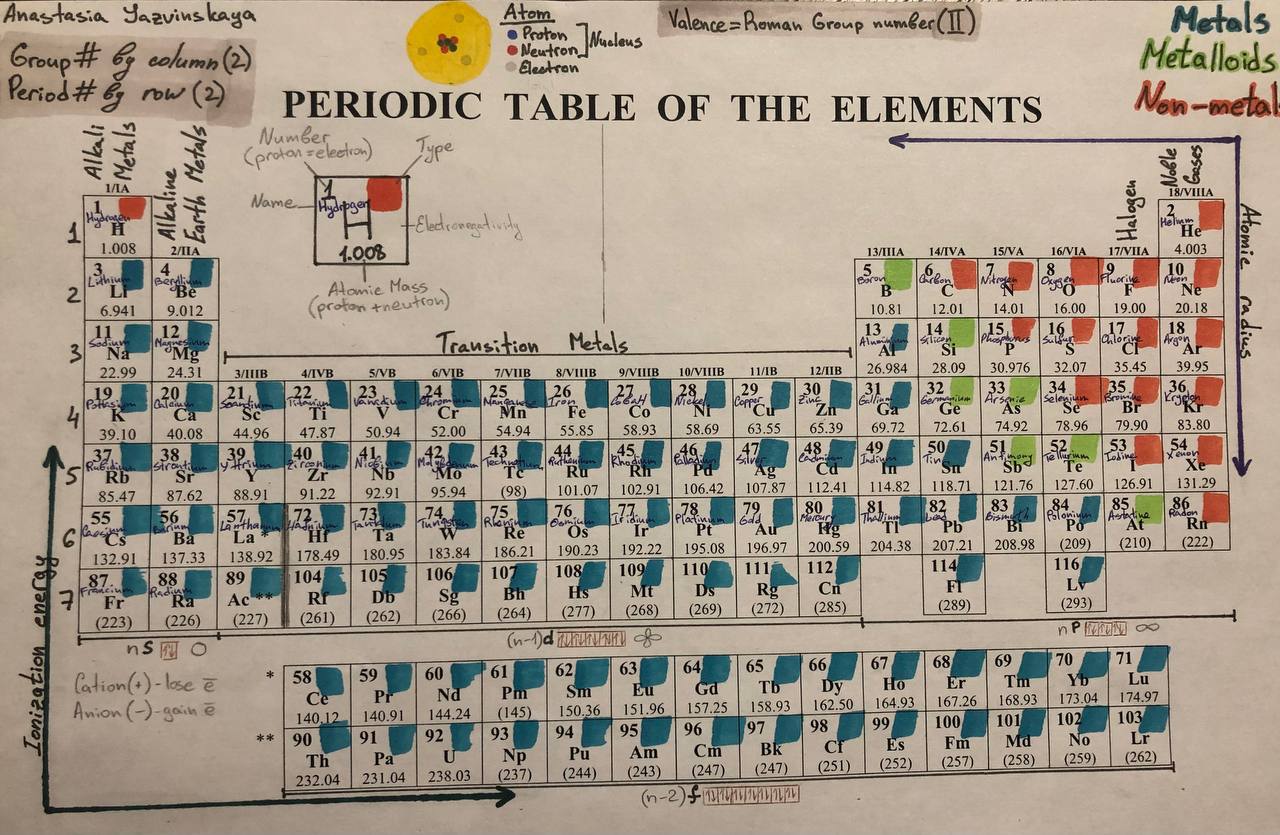 Anastasia Yazvinskaya
Group# by column(2)
Period# by row(2)
Atom
Proton
Neutron
Electron
Nucleus
Valence=Roman Group number(II)
Metals
Metalloids
Non-metal
PERIODIC TABLE OF THE ELEMENTS
Number
(proton=electron)
Type
Name
1
Hydrogen
H
1.008
Electronegativity
Atomic Mass
(proton+neutron)
Alkali Metals
Alkaline Earth Metals
Halogen
Noble Gases
Atomic radius
Ionization energy
Transition Metals
1/IA
2/IIA
3/IIIB 4/IVB 5/VB 6/VIB 7/VIIB 8/VIIIB 9/VIIIB 10/VIIIB 11/IB 12/IIB
13/IIIA 14/IVA 15/VA 16/VIA 17/VIIA
18/VIIIA
1
1 2
Hydrogen Helium
H He
1.008 4.003
2
3 4 5 6 7 8 9 10
Lithium Beryllium Boron Carbon Nitrogen Oxygen Fluorine Neon
Li Be B C N O F Ne
6.941 9.012 10.81 12.01 14.01 16.00 19.00 20.18
3
11 12 13 14 15 16 17 18
Sodium Magnesium Aluminum Silicon Phosphorus Sulfur Chlorine Argon
Na Mg Al Si P S Cl Ar
22.99 24.31 26.984 28.09 30.976 32.07 35.45 39.95
4
19 20 21 22 23 24 25 26 27 28 29 30 31 32 33 34 35 36
Calcium Titanium Vanadium Chromium Iron Cobalt Nickel Copper Zinc Gallium Germanium Arsenic Selenium Bromine Krypton
K Ca Sc Ti V Cr Mn Fe Co Ni Cu Zn Ga Ge As Se Br Kr
39.10 40.08 44.96 47.87 50.94 52.00 54.94 55.85 58.93 58.69 63.55 65.39 69.72 72.61 74.92 78.96 79.90 83.80
5
37 38 39 40 41 42 43 44 45 46 47 48 49 50 51 52 53 54
Rubidium Strontium Yttrium Niobium Molybdenum Ruthenium Rhodium Palladium Silver Cadmium Indium Tin Antimony Tellurium Iodine Xenon
Rb Sr Y Zr Nb Mo Tc Ru Rh Pd Ag Cd In Sn Sb Te I Xe
85.47 87.62 88.91 91.22 92.91 95.94 (98) 101.07 102.91 106.42 107.87 112.41 114.82 118.71 121.76 127.60 126.91 131.29
6
55 56 57 72 73 74 75 76 77 78 79 80 81 82 83 84 85 86
Barium Tantalum Tungsten Rhenium Osmium Iridium Platinum Gold Mercury Thallium Lead Bismuth Polonium Astatine Radon
Cs Ba La * Hf Ta W Re Os Ir Pt Au Hg Tl Pb Bi Po At Rn
132.91 137.33 138.92 178.49 180.95 183.84 186.21 190.23 192.22 195.08 196.97 200.59 204.38 207.21 208.98 (209) (210) (222)
7
87 88 89 104 105 106 107 108 109 110 111 112 114 116
Francium Radium
Fr Ra Ac ** Rf Db Sg Bh Hs Mt Ds Rg Cn Fl Lv
(223) (226) (227) (261) (262) (266) (264) (277) (268) (269) (272) (285) (289) (293)
nS
(n-1)d
nP
Cation(+)-lose e̅
Anion(-)-gain e̅
* 58 59 60 61 62 63 64 65 66 67 68 69 70 71
Ce Pr Nd Pm Sm Eu Gd Tb Dy Ho Er Tm Yb Lu
140.12 140.91 144.24 (145) 150.36 151.96 157.25 158.93 162.50 164.93 167.26 168.93 173.04 174.97
** 90 91 92 93 94 95 96 97 98 99 100 101 102 103
Th Pa U Np Pu Am Cm Bk Cf Es Fm Md No Lr
232.04 231.04 238.03 (237) (244) (243) (247) (247) (251) (252) (257) (258) (259) (262)
(n-2)f